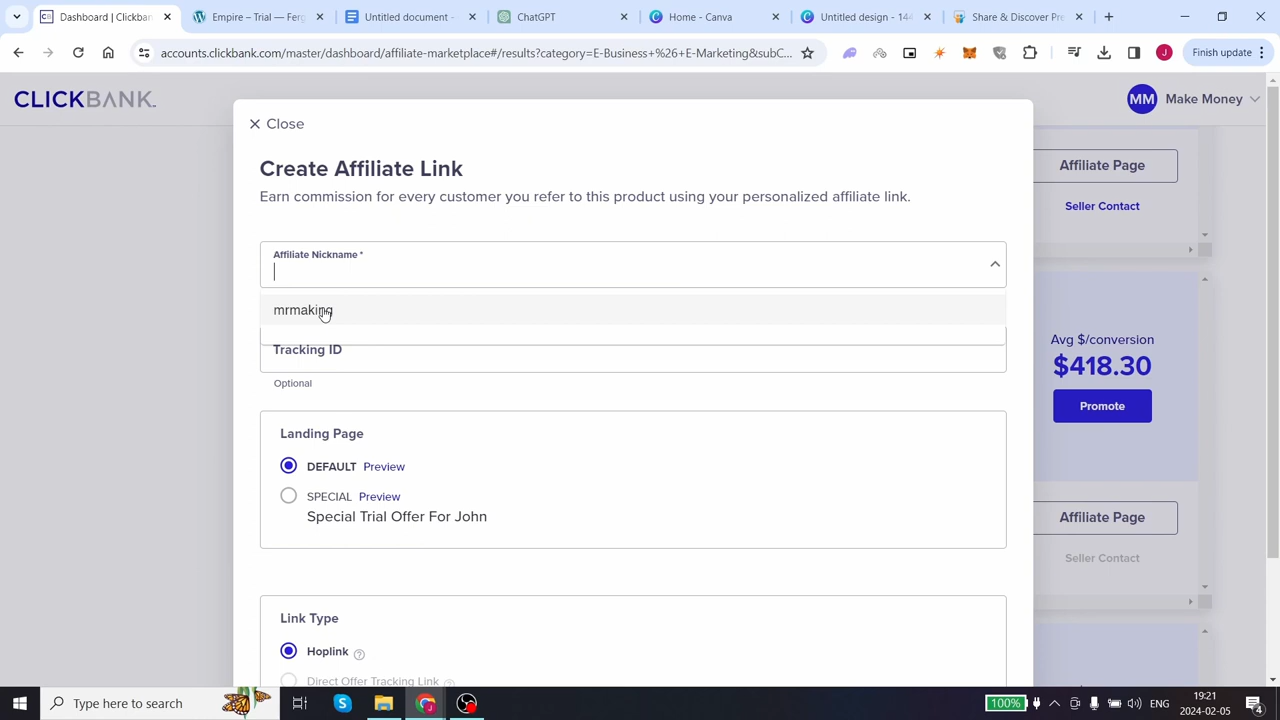 Dashboard | Clickbank
Empire – Trial — Ferg
Untitled document -
ChatGPT
Home - Canva
Untitled design - 144
Share & Discover Pre
accounts.clickbank.com/master/dashboard/affiliate-marketplace#/results?category=E-Business+%26+E-Marketing&subC...
J
Finish update
CLICKBANK
MM Make Money
Close
Create Affiliate Link
Earn commission for every customer you refer to this product using your personalized affiliate link.
Affiliate Page
Seller Contact
Affiliate Nickname *
mrmaking
Tracking ID
Optional
Avg $/conversion
$418.30
Promote
Landing Page
DEFAULT Preview
SPECIAL Preview
Special Trial Offer For John
Affiliate Page
Seller Contact
Link Type
Hoplink ?
Direct Offer Tracking Link ?
Type here to search
100%
ENG
19:21
2024-02-05
4